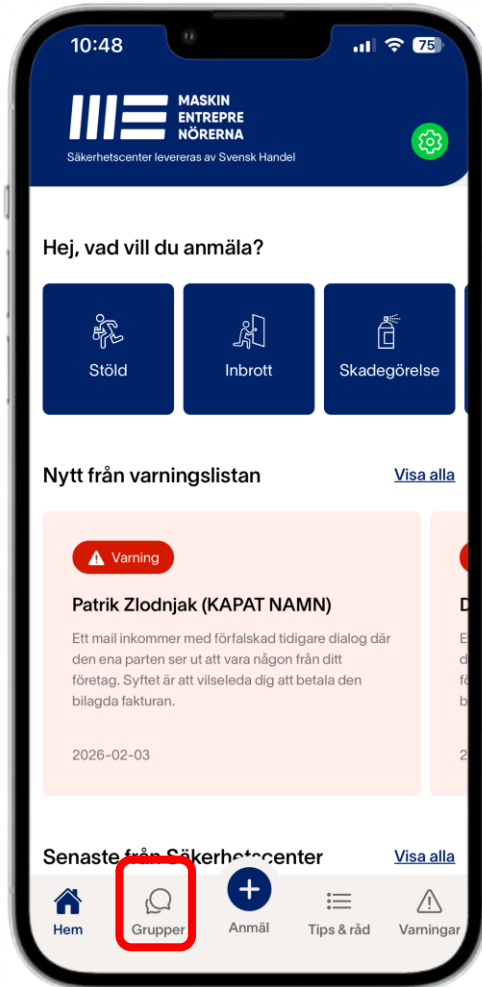 10:48
75
MASKIN
ENTREPRE
NÖRERNA
Säkerhetscenter levereras av Svensk Handel
Hej, vad vill du anmäla?
Stöld
Inbrott
Skadegörelse
Nytt från varningslistan
Visa alla
Varning
Patrik Zlodnjak (KAPAT NAMN)
Ett mail inkommer med förfalskad tidigare dialog där
den ena parten ser ut att vara någon från ditt
företag. Syftet är att vilseleda dig att betala den
bilagda fakturan.
2026-02-03
Senaste från Säkerhetscenter
Visa alla
Hem
Grupper
Anmäl
Tips & råd
Varningar